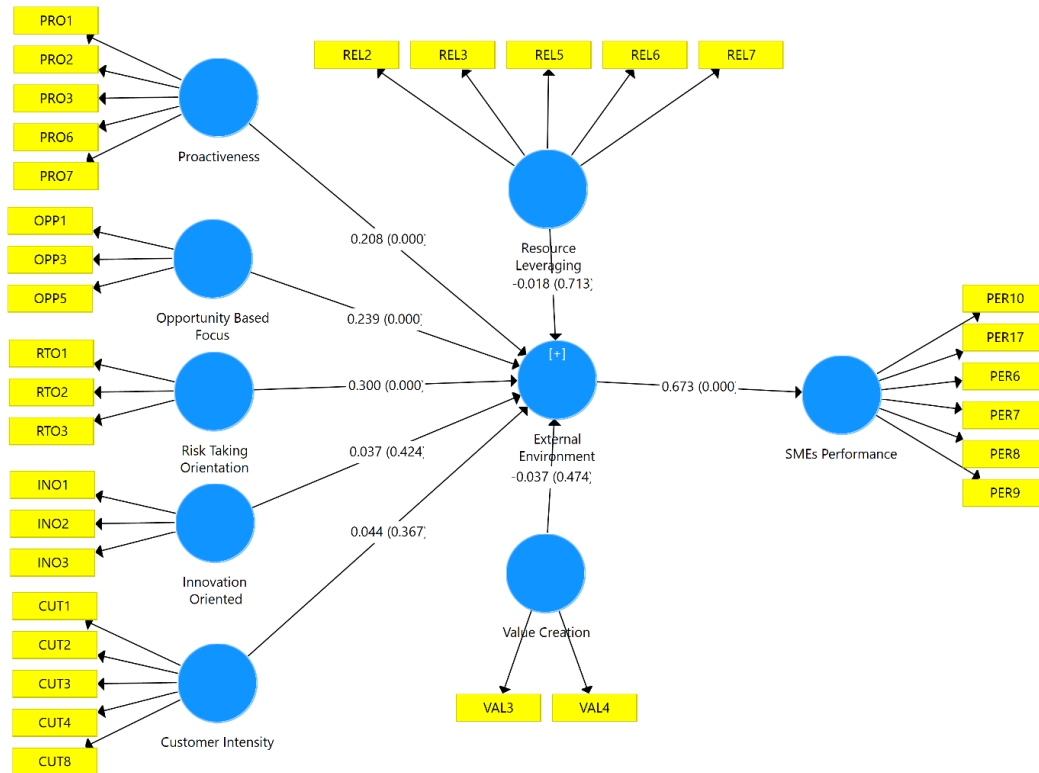 PRO1
PRO2
PRO3
PRO6
PRO7
Proactiveness
OPP1
OPP3
OPP5
Opportunity Based
Focus
RTO1
RTO2
RTO3
Risk Taking
Orientation
INO1
INO2
INO3
Innovation
Oriented
CUT1
CUT2
CUT3
CUT4
CUT8
Customer Intensity
0.208 (0.000)
0.239 (0.000)
0.300 (0.000)
0.037 (0.424)
0.044 (0.367)
REL2
REL3
REL5
REL6
REL7
Resource
Leveraging
-0.018 (0.713)
[+]
External
Environment
-0.037 (0.474)
Value Creation
VAL3
VAL4
0.673 (0.000)
SMEs Performance
PER10
PER17
PER6
PER7
PER8
PER9